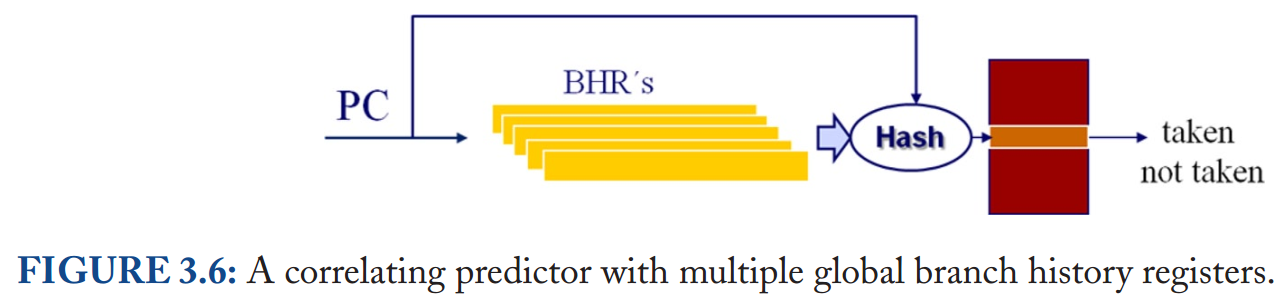 BHR´s
PC
Hash
taken
not taken
FIGURE 3.6: A correlating predictor with multiple global branch history registers.